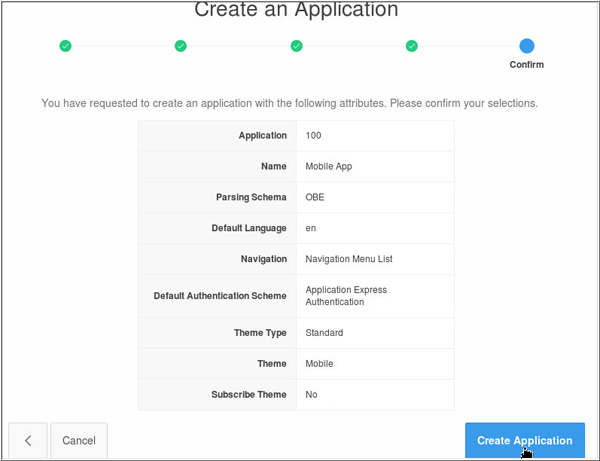 Create an Application
Confirm
You have requested to create an application with the following attributes. Please confirm your selections.
Application 100
Name Mobile App
Parsing Schema OBE
Default Language en
Navigation Navigation Menu List
Default Authentication Scheme Application Express
Authentication
Theme Type Standard
Theme Mobile
Subscribe Theme No
Cancel Create Application